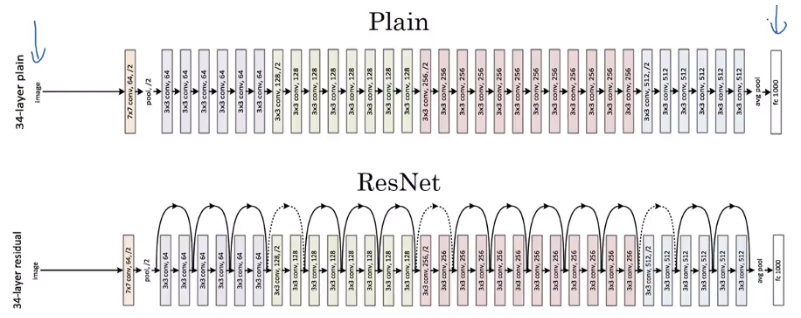 Plain
34-layer plain
image
7x7 conv, 64, /2
pool, /2
3x3 conv, 64
3x3 conv, 64
3x3 conv, 64
3x3 conv, 64
3x3 conv, 64
3x3 conv, 64
3x3 conv, 128, /2
3x3 conv, 128
3x3 conv, 128
3x3 conv, 128
3x3 conv, 128
3x3 conv, 128
3x3 conv, 128
3x3 conv, 128
3x3 conv, 256, /2
3x3 conv, 256
3x3 conv, 256
3x3 conv, 256
3x3 conv, 256
3x3 conv, 256
3x3 conv, 256
3x3 conv, 256
3x3 conv, 256
3x3 conv, 256
3x3 conv, 256
3x3 conv, 256
3x3 conv, 512, /2
3x3 conv, 512
3x3 conv, 512
3x3 conv, 512
3x3 conv, 512
3x3 conv, 512
avg pool
fc 1000
ResNet
34-layer residual
image
7x7 conv, 64, /2
pool, /2
3x3 conv, 64
3x3 conv, 64
3x3 conv, 64
3x3 conv, 64
3x3 conv, 64
3x3 conv, 64
3x3 conv, 128, /2
3x3 conv, 128
3x3 conv, 128
3x3 conv, 128
3x3 conv, 128
3x3 conv, 128
3x3 conv, 128
3x3 conv, 128
3x3 conv, 256, /2
3x3 conv, 256
3x3 conv, 256
3x3 conv, 256
3x3 conv, 256
3x3 conv, 256
3x3 conv, 256
3x3 conv, 256
3x3 conv, 256
3x3 conv, 256
3x3 conv, 256
3x3 conv, 256
3x3 conv, 512, /2
3x3 conv, 512
3x3 conv, 512
3x3 conv, 512
3x3 conv, 512
3x3 conv, 512
avg pool
fc 1000